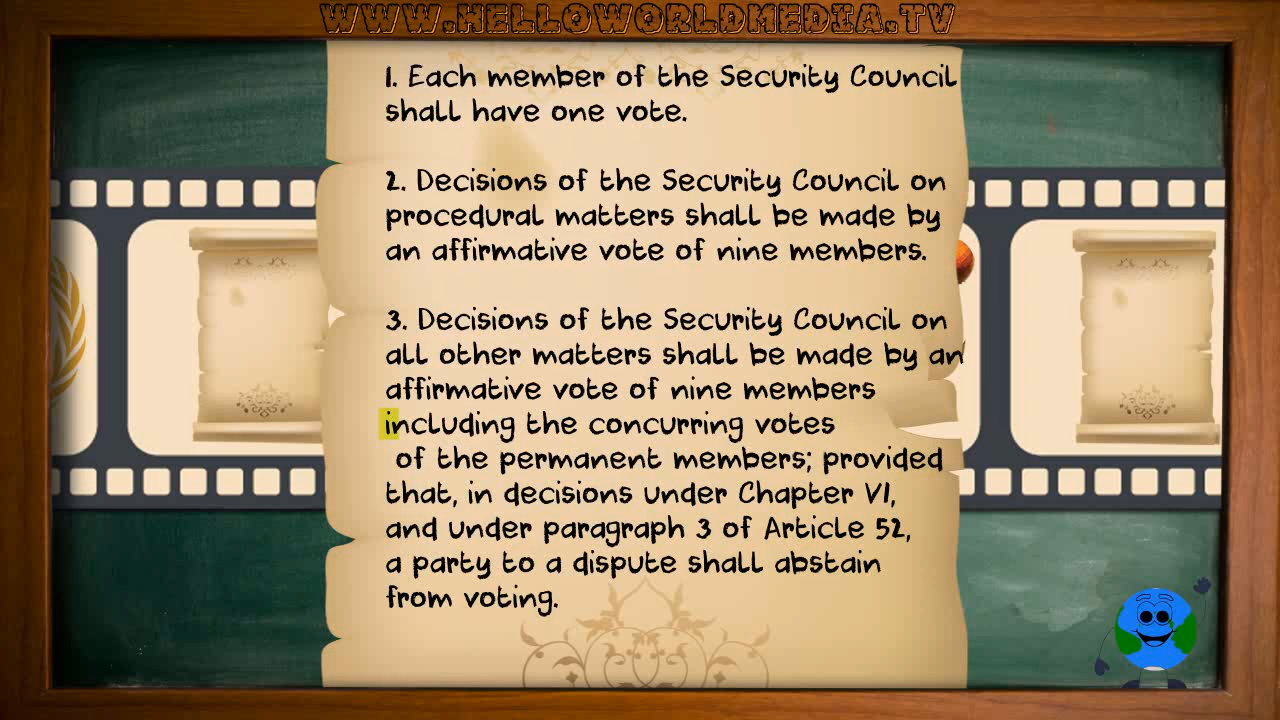 WWW.HELLOWORLDMEDIA.TV
1. Each member of the Security Council
shall have one vote.
2. Decisions of the Security Council on
procedural matters shall be made by
an affirmative vote of nine members.
3. Decisions of the Security Council on
all other matters shall be made by an
affirmative vote of nine members
including the concurring votes
of the permanent members; provided
that, in decisions under Chapter VI,
and under paragraph 3 of Article 52,
a party to a dispute shall abstain
from voting.